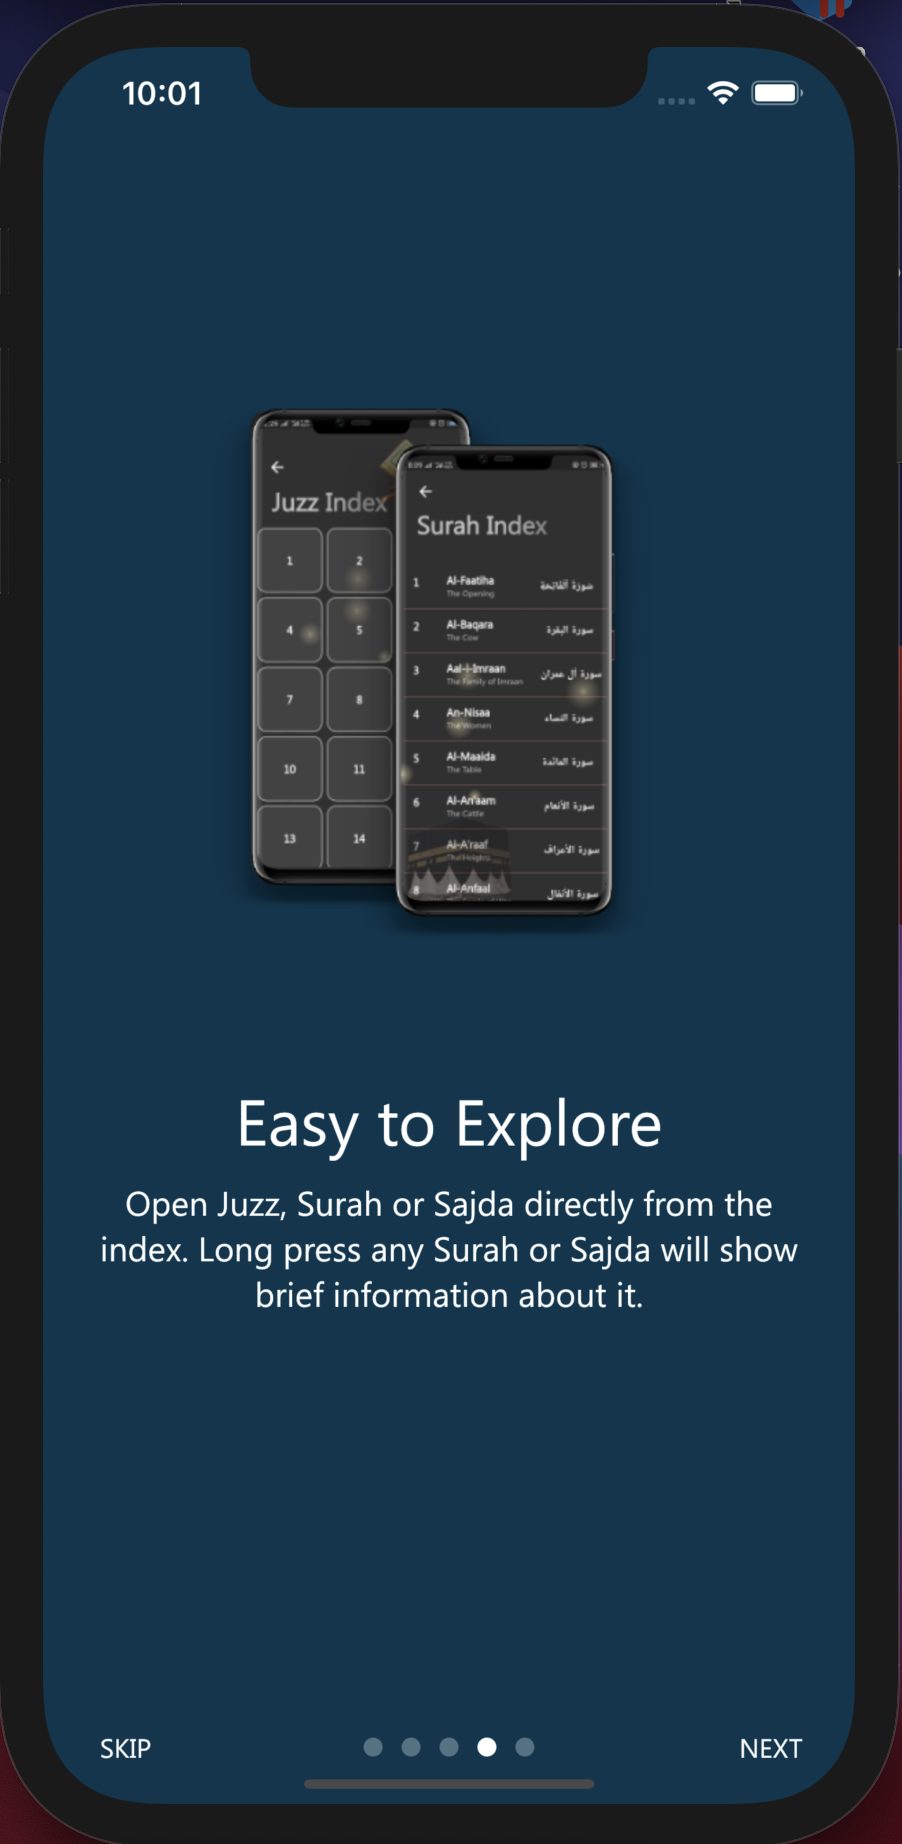 10:01
Juzz Index
1 2
4 5
7 8
10 11
13 14
8:09
Surah Index
1 Al-Faatiha سورة الفاتحة
The Opening
2 Al-Baqara سورة البقرة
The Cow
3 Aal-i-Imraan سورة آل عمران
The Family of Imraan
4 An-Nisaa سورة النساء
The Women
5 Al-Maaida سورة المائدة
The Table
6 Al-An'aam سورة الأنعام
The Cattle
7 Al-A'raaf سورة الأعراف
The Heights
8 Al-Anfaal سورة الأنفال
Easy to Explore
Open Juzz, Surah or Sajda directly from the
index. Long press any Surah or Sajda will show
brief information about it.
SKIP
NEXT